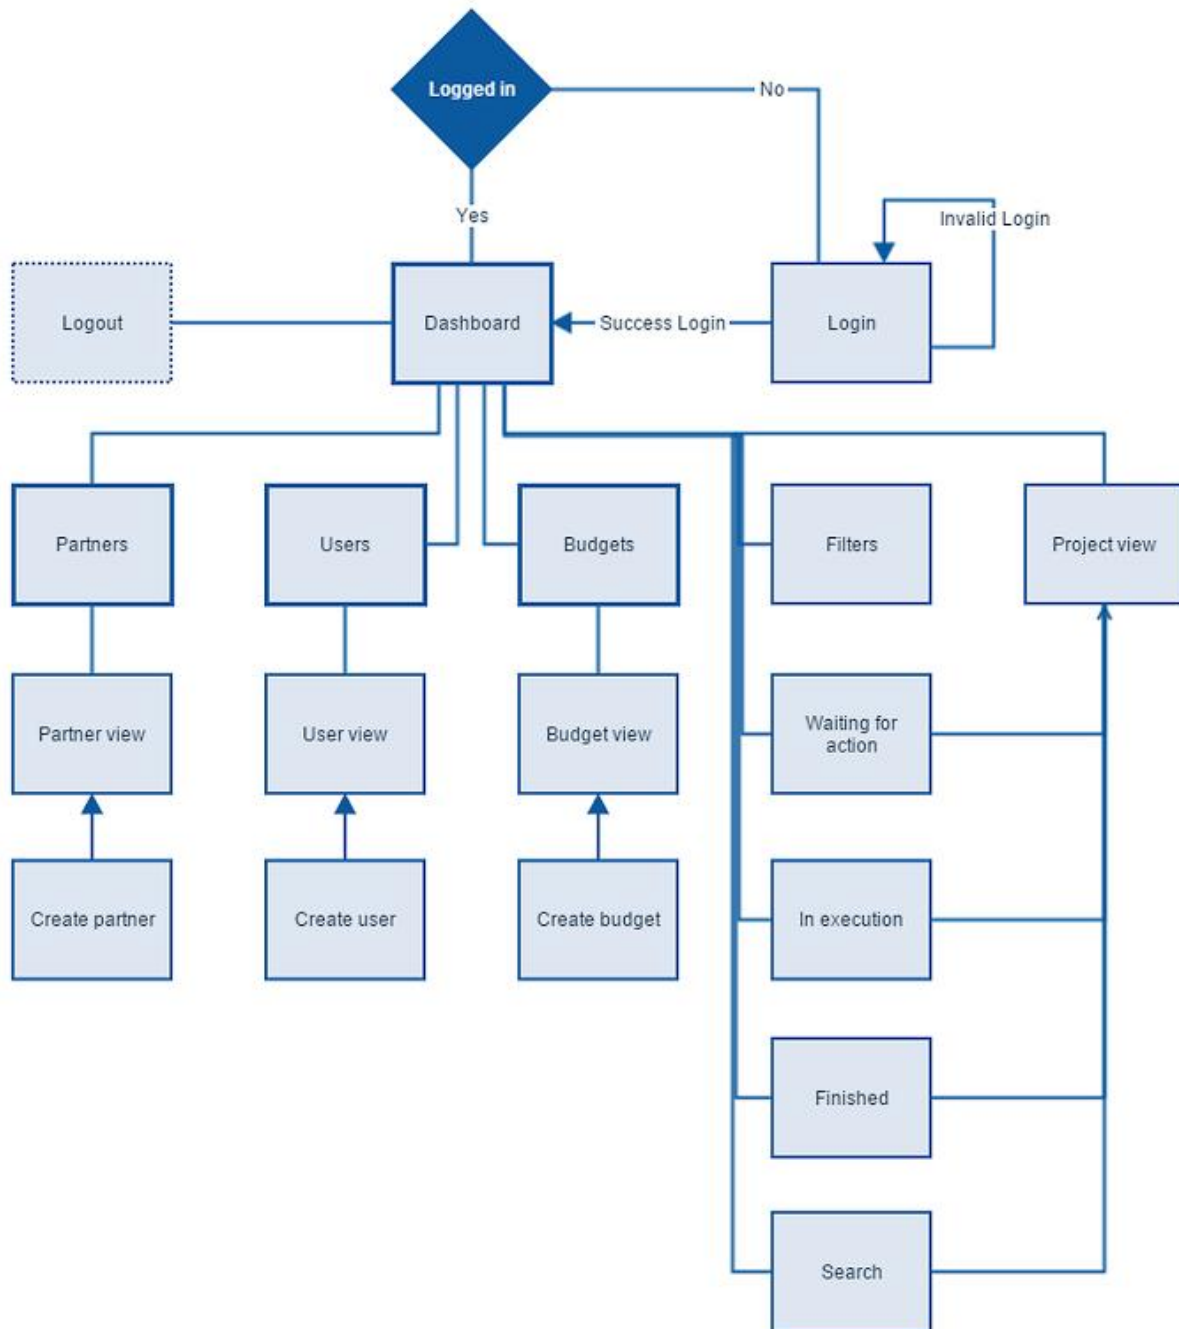 Logged in
No
Yes
Invalid Login
Logout
Dashboard
Success Login
Login
Partners
Users
Budgets
Filters
Project view
Partner view
User view
Budget view
Waiting for
action
Create partner
Create user
Create budget
In execution
Finished
Search